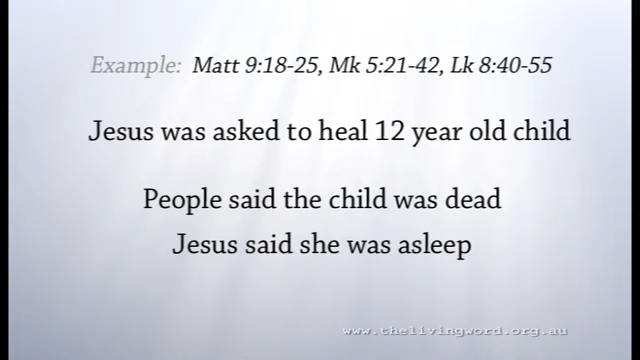 Example: Matt 9:18-25, Mk 5:21-42, Lk 8:40-55
Jesus was asked to heal 12 year old child
People said the child was dead
Jesus said she was asleep
www.thelivingword.org.au